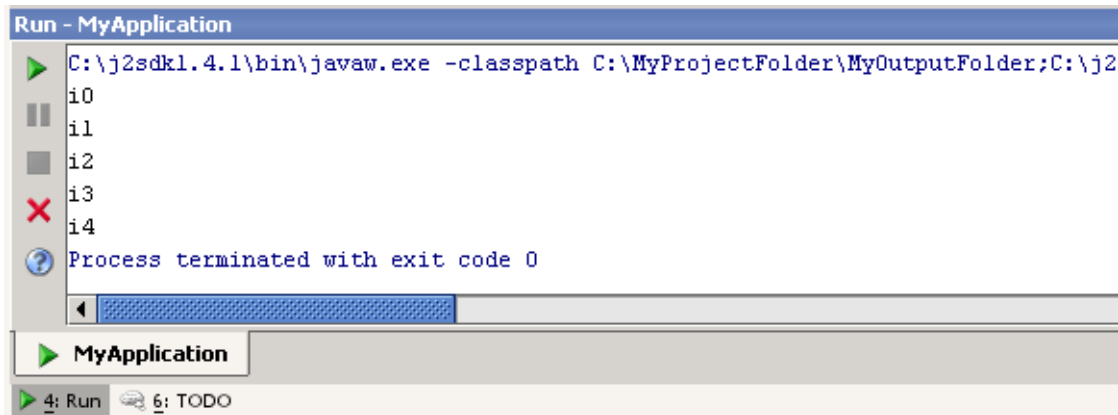 Run - MyApplication
C:\j2sdk1.4.1\bin\javaw.exe -classpath C:\MyProjectFolder\MyOutputFolder;C:\j2
i0
i1
i2
i3
i4
Process terminated with exit code 0
MyApplication
4: Run 6: TODO